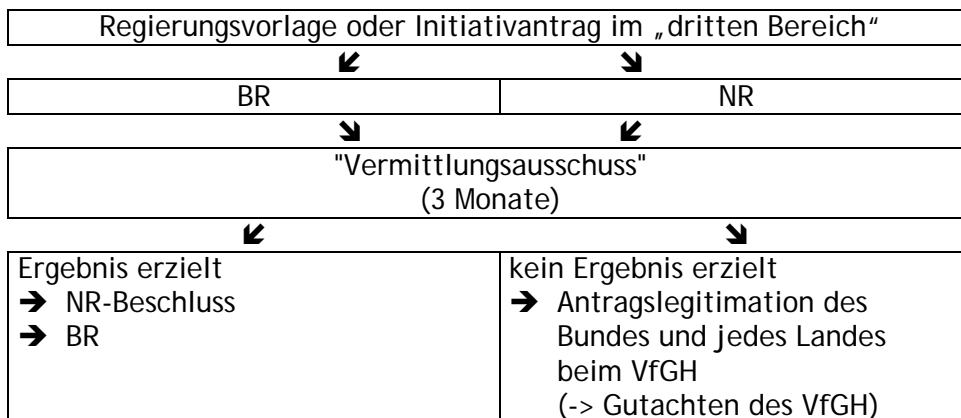 Regierungsvorlage oder Initiativantrag im „dritten Bereich“
BR
NR
"Vermittlungsausschuss"
(3 Monate)
Ergebnis erzielt
➔ NR-Beschluss
➔ BR
kein Ergebnis erzielt
➔ Antragslegitimation des
Bundes und jedes Landes
beim VfGH
(-> Gutachten des VfGH)